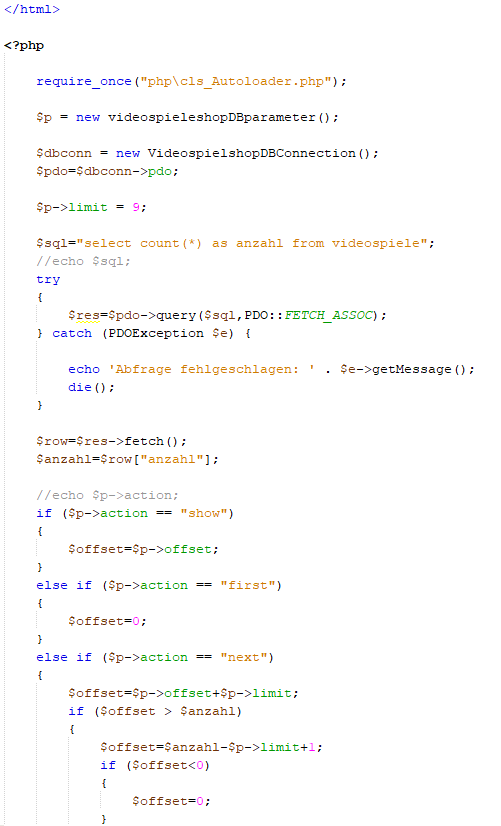 </html>
<?php
require_once("php\cls_Autoloader.php");
$p = new videospieleshopDBparameter();
$dbconn = new VideospielshopDBConnection();
$pdo=$dbconn->pdo;
$p->limit = 9;
$sql="select count(*) as anzahl from videospiele";
//echo $sql;
try
{
$res=$pdo->query($sql,PDO::FETCH_ASSOC);
} catch (PDOException $e) {
echo 'Abfrage fehlgeschlagen: ' . $e->getMessage();
die();
}
$row=$res->fetch();
$anzahl=$row["anzahl"];
//echo $p->action;
if ($p->action == "show")
{
$offset=$p->offset;
}
else if ($p->action == "first")
{
$offset=0;
}
else if ($p->action == "next")
{
$offset=$p->offset+$p->limit;
if ($offset > $anzahl)
{
$offset=$anzahl-$p->limit+1;
if ($offset<0)
{
$offset=0;
}